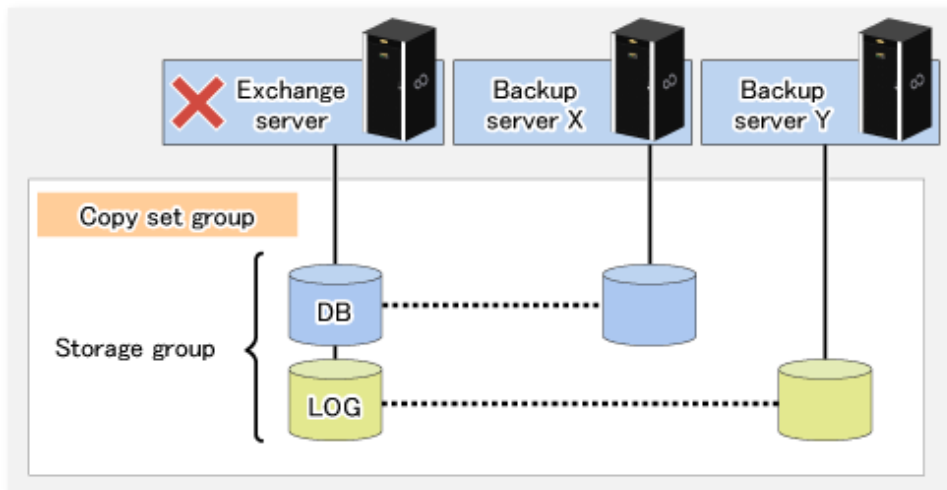 Exchange
server
Backup
server X
Backup
server Y
Copy set group
DB
Storage group
LOG